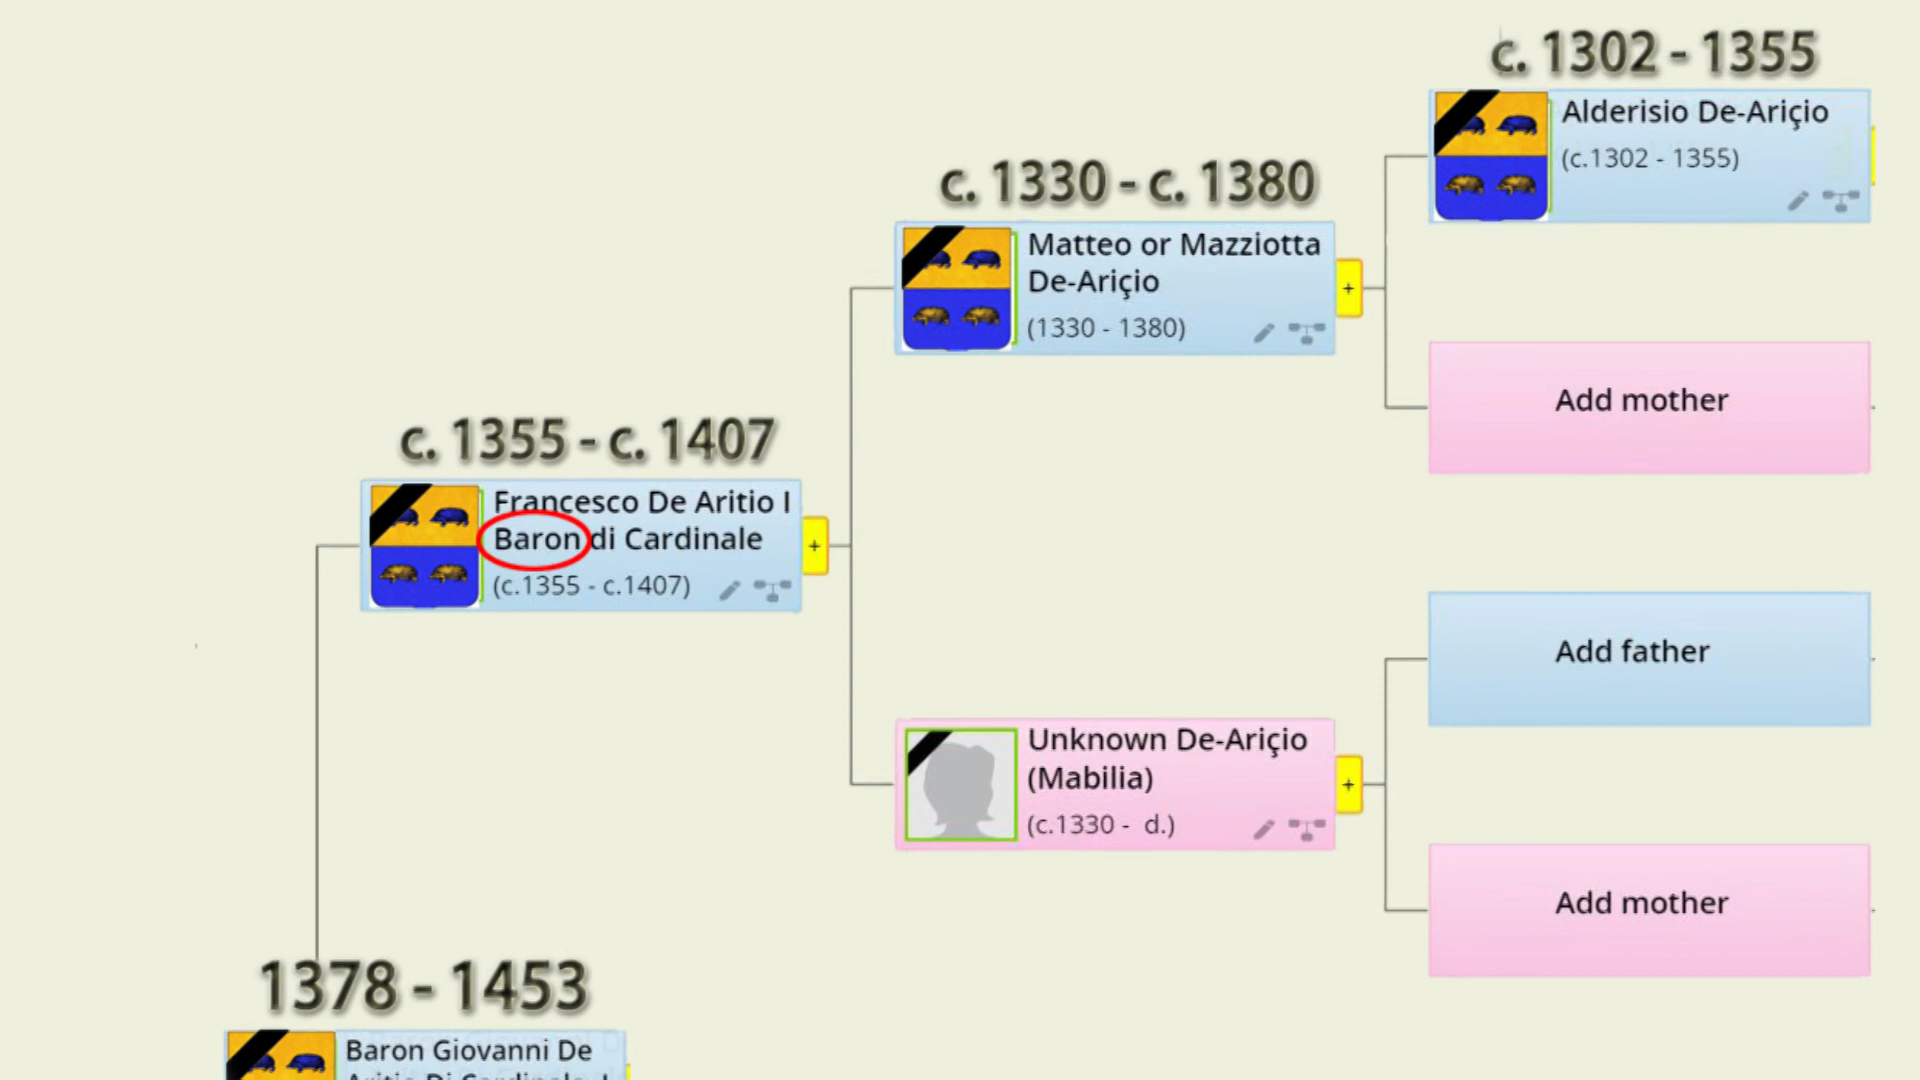 c. 1302 - 1355
Alderisio De-Ariçio
(c.1302 - 1355)
c. 1330 - c. 1380
Matteo or Mazziotta
De-Ariçio
(1330 - 1380)
+
Add mother
c. 1355 - c. 1407
Francesco De Aritio I
Baron di Cardinale
(c.1355 - c.1407)
+
Add father
Unknown De-Ariçio
(Mabilia)
(c.1330 - d.)
+
Add mother
1378 - 1453
Baron Giovanni De